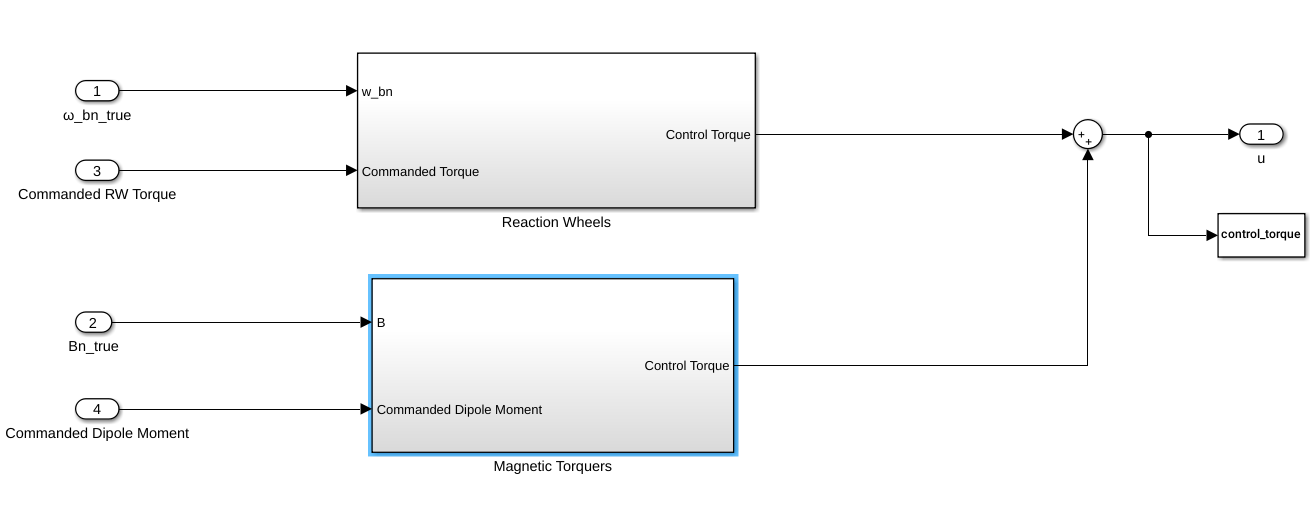 1
ω_bn_true
w_bn
Control Torque
+
+
1
u
3
Commanded RW Torque
Commanded Torque
Reaction Wheels
control_torque
2
Bn_true
B
Control Torque
4
Commanded Dipole Moment
Commanded Dipole Moment
Magnetic Torquers